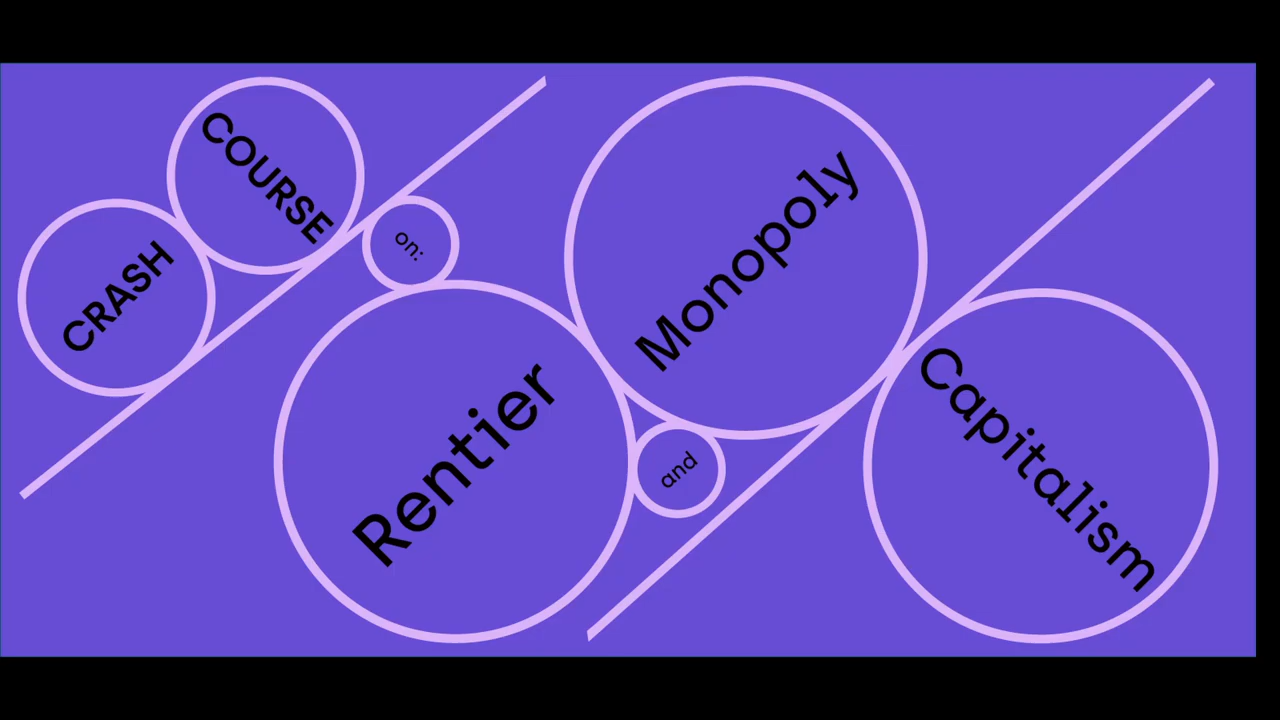 CRASH
COURSE
on:
Rentier
and
Monopoly
Capitalism